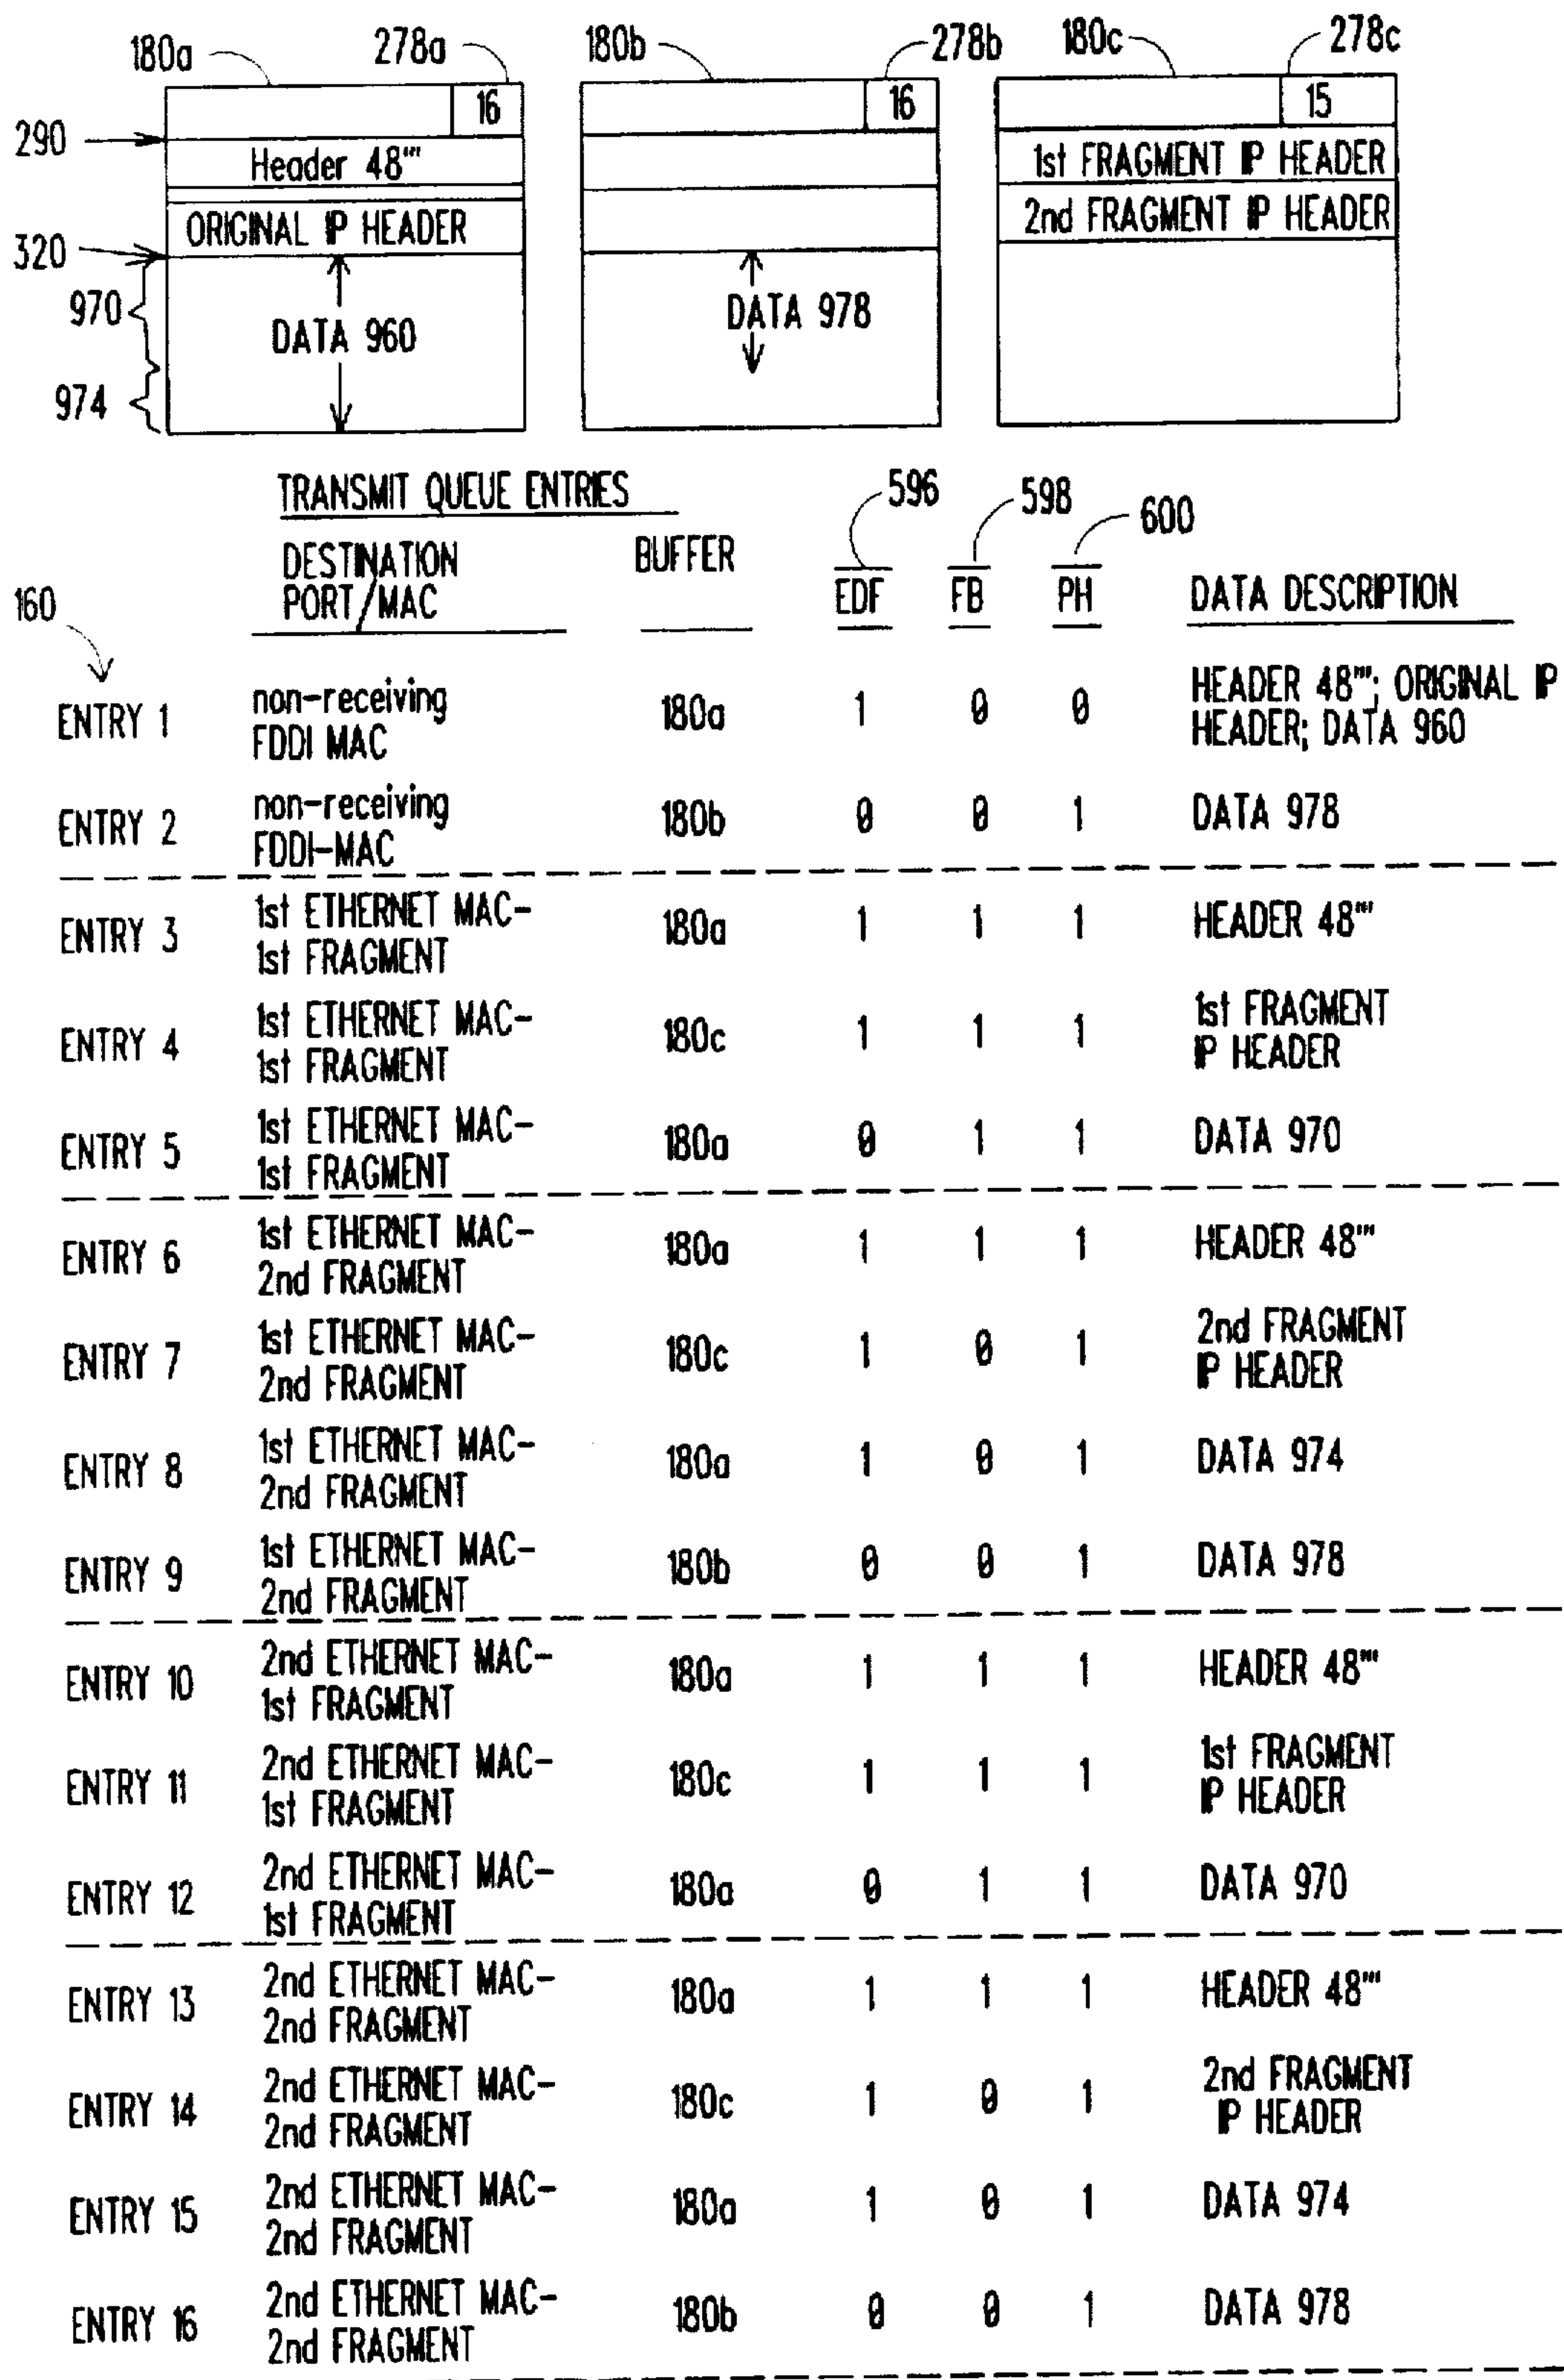 180a 278a 180b 278b 180c 278c
16 16 15
290 Header 48''' 1st FRAGMENT IP HEADER
ORIGINAL IP HEADER 2nd FRAGMENT IP HEADER
320
970 DATA 960 DATA 978
974
TRANSMIT QUEUE ENTRIES 596 598 600
DESTINATION PORT/MAC BUFFER EDF FB PH DATA DESCRIPTION
160
ENTRY 1 non-receiving FDDI MAC 180a 1 0 0 HEADER 48'''; ORIGINAL IP HEADER; DATA 960
ENTRY 2 non-receiving FDDI-MAC 180b 0 0 1 DATA 978
ENTRY 3 1st ETHERNET MAC- 1st FRAGMENT 180a 1 1 1 HEADER 48'''
ENTRY 4 1st ETHERNET MAC- 1st FRAGMENT 180c 1 1 1 1st FRAGMENT IP HEADER
ENTRY 5 1st ETHERNET MAC- 1st FRAGMENT 180a 0 1 1 DATA 970
ENTRY 6 1st ETHERNET MAC- 2nd FRAGMENT 180a 1 1 1 HEADER 48'''
ENTRY 7 1st ETHERNET MAC- 2nd FRAGMENT 180c 1 0 1 2nd FRAGMENT IP HEADER
ENTRY 8 1st ETHERNET MAC- 2nd FRAGMENT 180a 1 0 1 DATA 974
ENTRY 9 1st ETHERNET MAC- 2nd FRAGMENT 180b 0 0 1 DATA 978
ENTRY 10 2nd ETHERNET MAC- 1st FRAGMENT 180a 1 1 1 HEADER 48'''
ENTRY 11 2nd ETHERNET MAC- 1st FRAGMENT 180c 1 1 1 1st FRAGMENT IP HEADER
ENTRY 12 2nd ETHERNET MAC- 1st FRAGMENT 180a 0 1 1 DATA 970
ENTRY 13 2nd ETHERNET MAC- 2nd FRAGMENT 180a 1 1 1 HEADER 48'''
ENTRY 14 2nd ETHERNET MAC- 2nd FRAGMENT 180c 1 0 1 2nd FRAGMENT IP HEADER
ENTRY 15 2nd ETHERNET MAC- 2nd FRAGMENT 180a 1 0 1 DATA 974
ENTRY 16 2nd ETHERNET MAC- 2nd FRAGMENT 180b 0 0 1 DATA 978